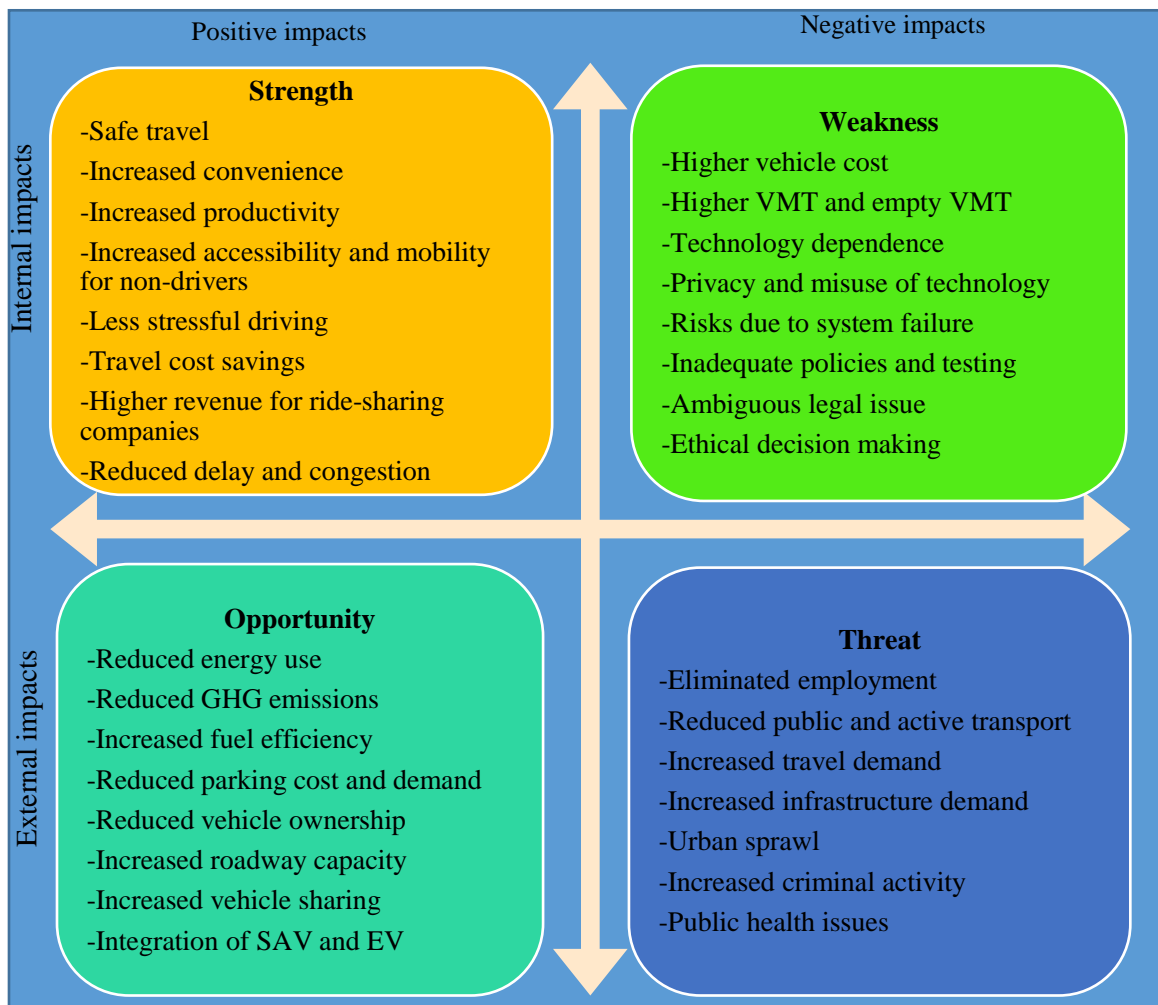 Positive impacts
Negative impacts
Internal impacts
Strength
-Safe travel
-Increased convenience
-Increased productivity
-Increased accessibility and mobility
for non-drivers
-Less stressful driving
-Travel cost savings
-Higher revenue for ride-sharing
companies
-Reduced delay and congestion
Weakness
-Higher vehicle cost
-Higher VMT and empty VMT
-Technology dependence
-Privacy and misuse of technology
-Risks due to system failure
-Inadequate policies and testing
-Ambiguous legal issue
-Ethical decision making
External impacts
Opportunity
-Reduced energy use
-Reduced GHG emissions
-Increased fuel efficiency
-Reduced parking cost and demand
-Reduced vehicle ownership
-Increased roadway capacity
-Increased vehicle sharing
-Integration of SAV and EV
Threat
-Eliminated employment
-Reduced public and active transport
-Increased travel demand
-Increased infrastructure demand
-Urban sprawl
-Increased criminal activity
-Public health issues